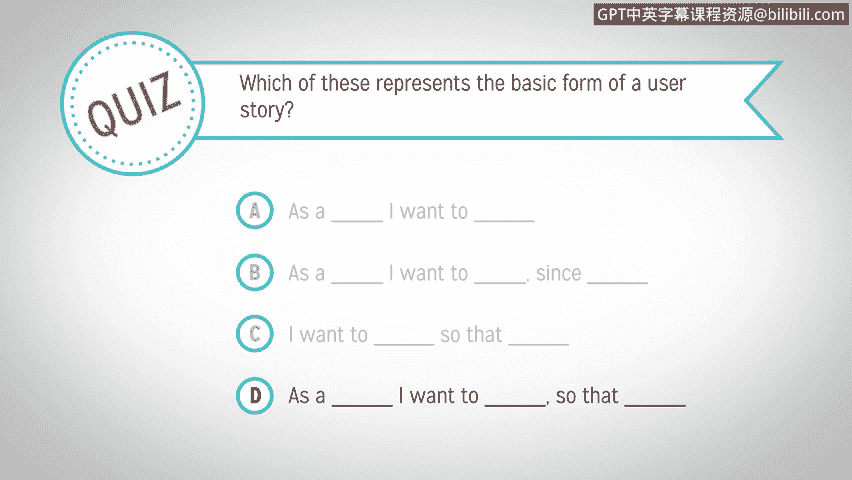 GPT中英字幕课程资源@bilibili.com
QUIZ
Which of these represents the basic form of a user
story?
A As a _____ I want to ______
B As a _____ I want to _____, since ______
C I want to ______ so that ______
D As a ______ I want to ______, so that ______